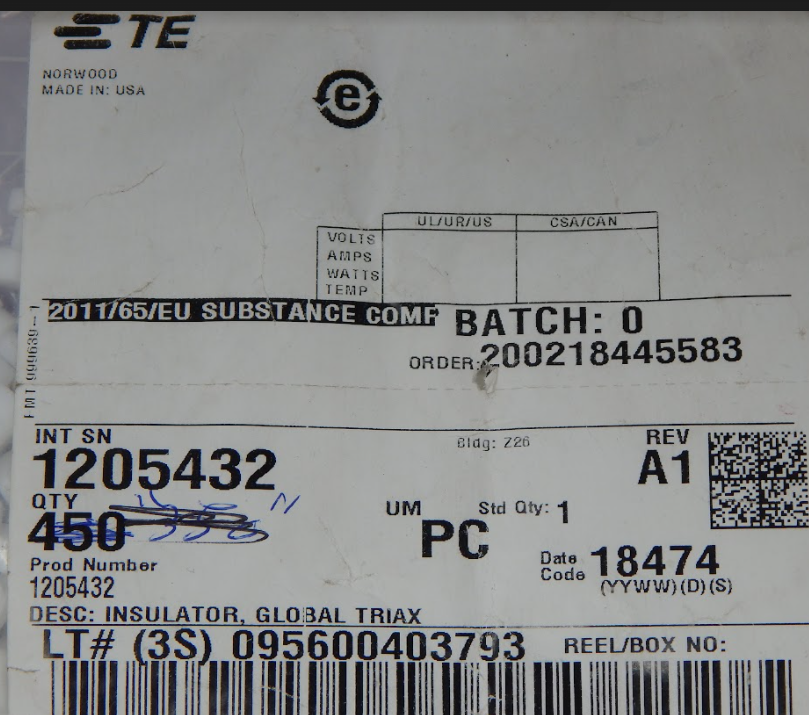 TE
NORWOOD
MADE IN: USA
e
UL/UR/US CSA/CAN
VOLTS
AMPS
WATTS
TEMP
2011/65/EU SUBSTANCE COMP
BATCH: 0
ORDER: 200218445583
FMT 999639-1
INT SN
1205432
Bldg: Z26
REV
A1
QTY
450
UM
PC
Std Qty: 1
Prod Number
1205432
Date Code 18474
(YYWW)(D)(S)
DESC: INSULATOR, GLOBAL TRIAX
LT# (3S) 095600403793
REEL/BOX NO: